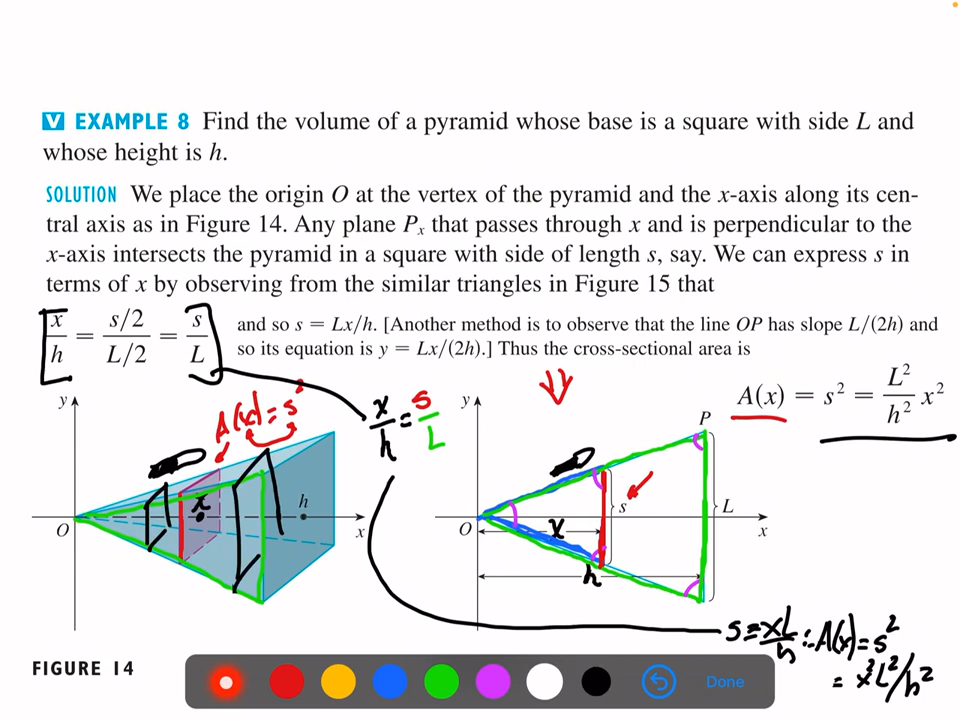 V EXAMPLE 8 Find the volume of a pyramid whose base is a square with side L and
whose height is h.
SOLUTION We place the origin O at the vertex of the pyramid and the x-axis along its cen-
tral axis as in Figure 14. Any plane Pₓ that passes through x and is perpendicular to the
x-axis intersects the pyramid in a square with side of length s, say. We can express s in
terms of x by observing from the similar triangles in Figure 15 that
x/h = (s/2)/(L/2) = s/L
and so s = Lx/h. [Another method is to observe that the line OP has slope L/(2h) and
so its equation is y = Lx/(2h).] Thus the cross-sectional area is
A(x) = s² = L²/h² x²
y
A(x) = s²
x
h
O
x
x/h = s/L
y
P
s
L
O
x
x
h
s = xL/h ∴ A(x) = s²
= x²L²/h²
FIGURE 14
Done